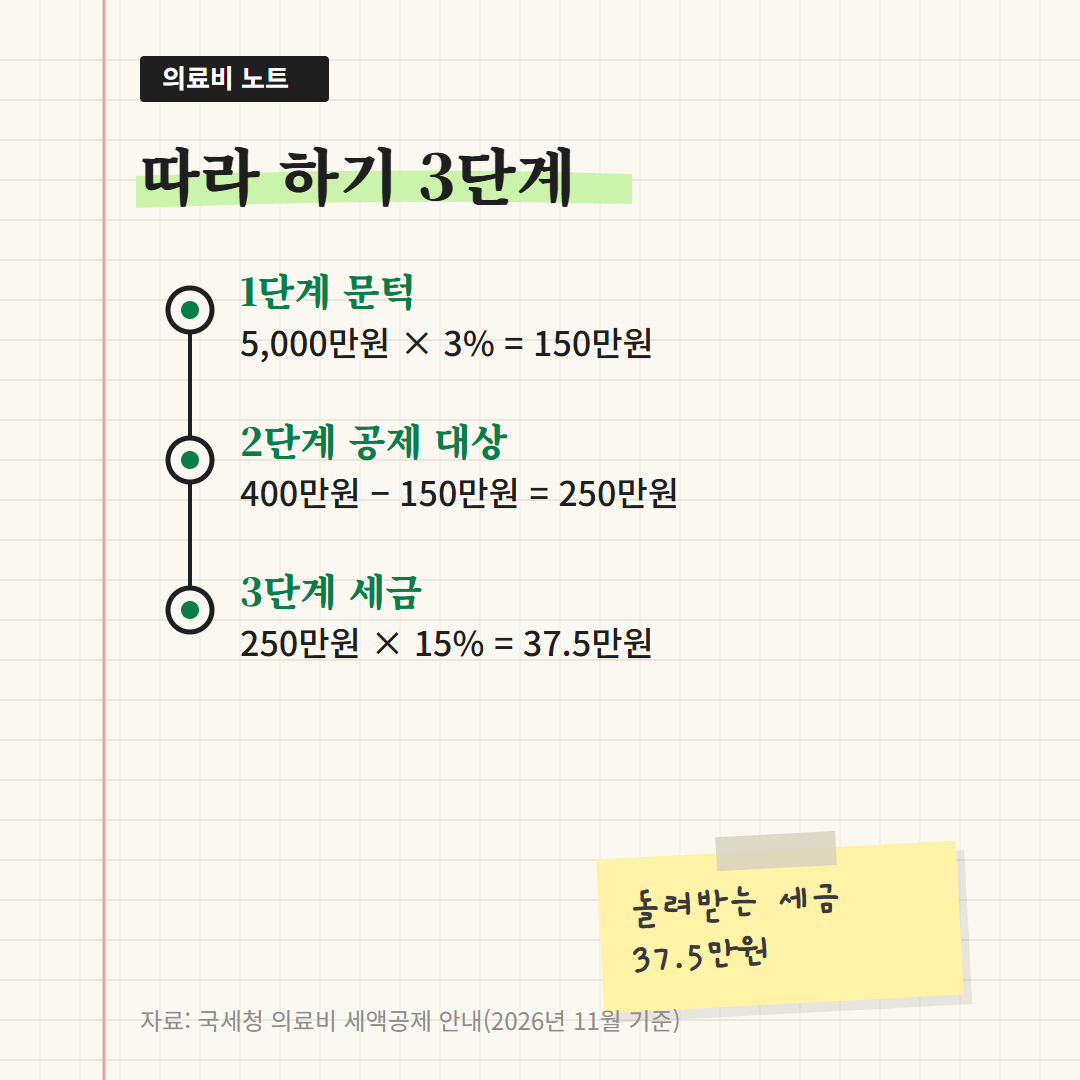 의료비 노트
따라 하기 3단계
1단계 문턱
5,000만원 × 3% = 150만원
2단계 공제 대상
400만원 − 150만원 = 250만원
3단계 세금
250만원 × 15% = 37.5만원
돌려받는 세금
37.5만원
자료: 국세청 의료비 세액공제 안내(2026년 11월 기준)